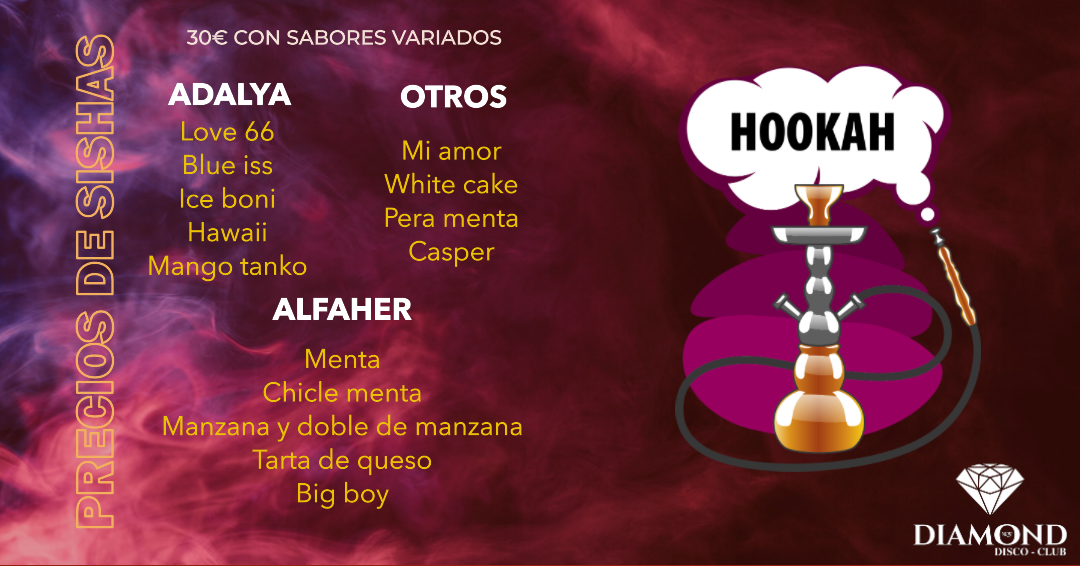 PRECIOS DE SISHAS
30€ CON SABORES VARIADOS
ADALYA
Love 66
Blue iss
Ice boni
Hawaii
Mango tanko
OTROS
Mi amor
White cake
Pera menta
Casper
ALFAHER
Menta
Chicle menta
Manzana y doble de manzana
Tarta de queso
Big boy
HOOKAH
DIAMOND
NEW
DISCO - CLUB